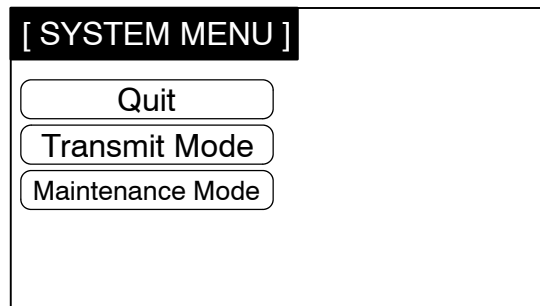 [ SYSTEM MENU ]
Quit
Transmit Mode
Maintenance Mode